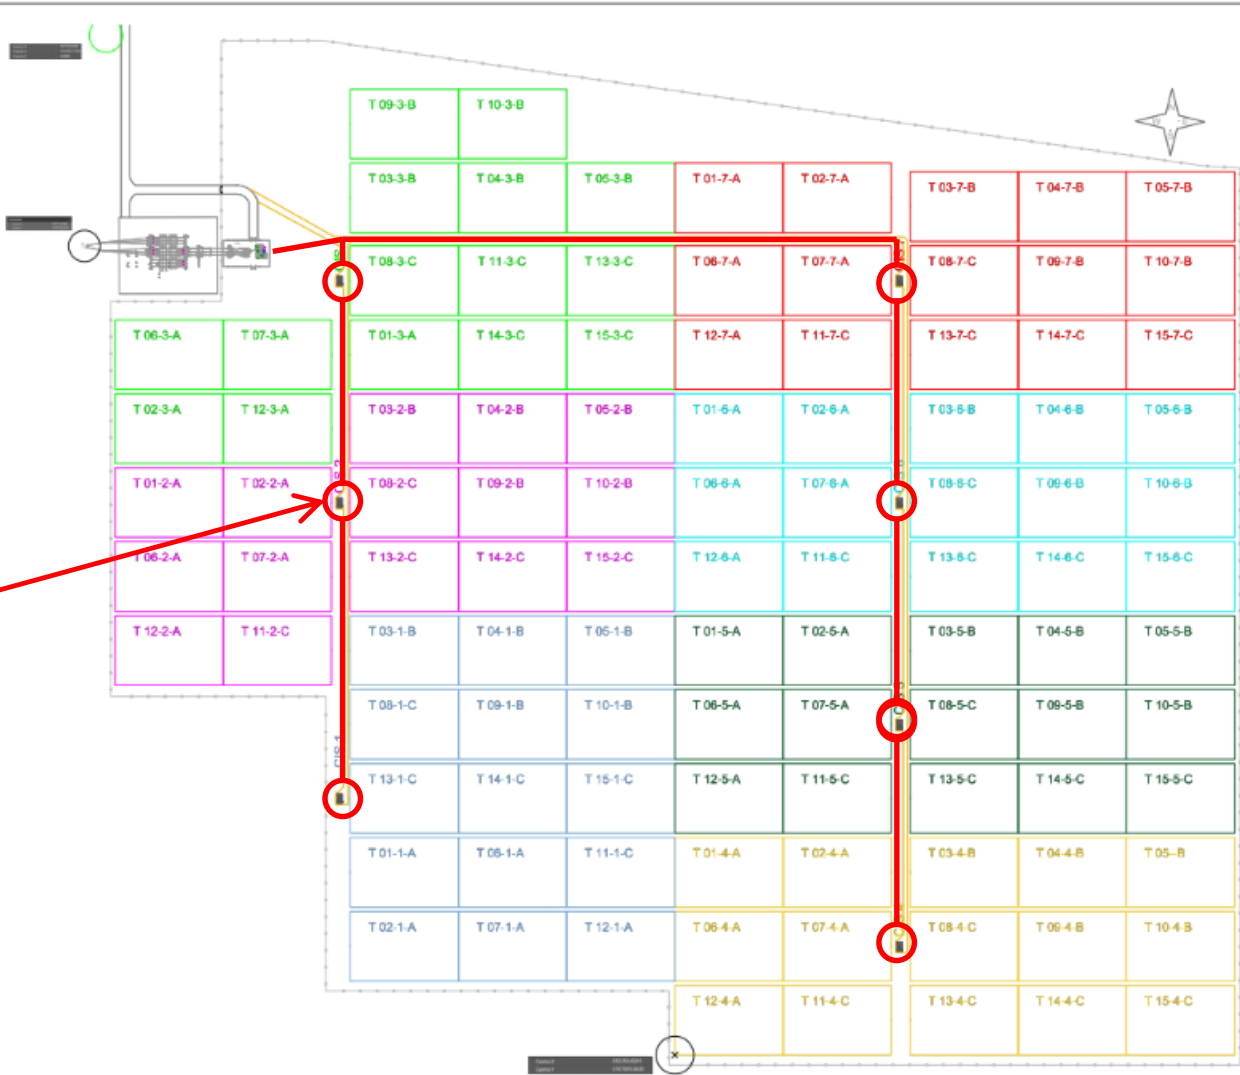 T 09-3-B T 10-3-B
T 03-3-B T 04-3-B T 05-3-B T 01-7-A T 02-7-A T 03-7-B T 04-7-B T 05-7-B
T 08-3-C T 11-3-C T 13-3-C T 06-7-A T 07-7-A T 08-7-C T 09-7-B T 10-7-B
T 06-3-A T 07-3-A T 01-3-A T 14-3-C T 15-3-C T 12-7-A T 11-7-C T 13-7-C T 14-7-C T 15-7-C
T 02-3-A T 12-3-A T 03-2-B T 04-2-B T 05-2-B T 01-6-A T 02-6-A T 03-6-B T 04-6-B T 05-6-B
T 01-2-A T 02-2-A T 08-2-C T 09-2-B T 10-2-B T 06-6-A T 07-6-A T 08-6-C T 09-6-B T 10-6-B
T 06-2-A T 07-2-A T 13-2-C T 14-2-C T 15-2-C T 12-6-A T 11-6-C T 13-6-C T 14-6-C T 15-6-C
T 12-2-A T 11-2-C T 03-1-B T 04-1-B T 05-1-B T 01-5-A T 02-5-A T 03-5-B T 04-5-B T 05-5-B
T 08-1-C T 09-1-B T 10-1-B T 06-5-A T 07-5-A T 08-5-C T 09-5-B T 10-5-B
T 13-1-C T 14-1-C T 15-1-C T 12-5-A T 11-5-C T 13-5-C T 14-5-C T 15-5-C
T 01-1-A T 06-1-A T 11-1-C T 01-4-A T 02-4-A T 03-4-B T 04-4-B T 05--B
T 02-1-A T 07-1-A T 12-1-A T 06-4-A T 07-4-A T 08-4-C T 09-4-B T 10-4-B
T 12-4-A T 11-4-C T 13-4-C T 14-4-C T 15-4-C